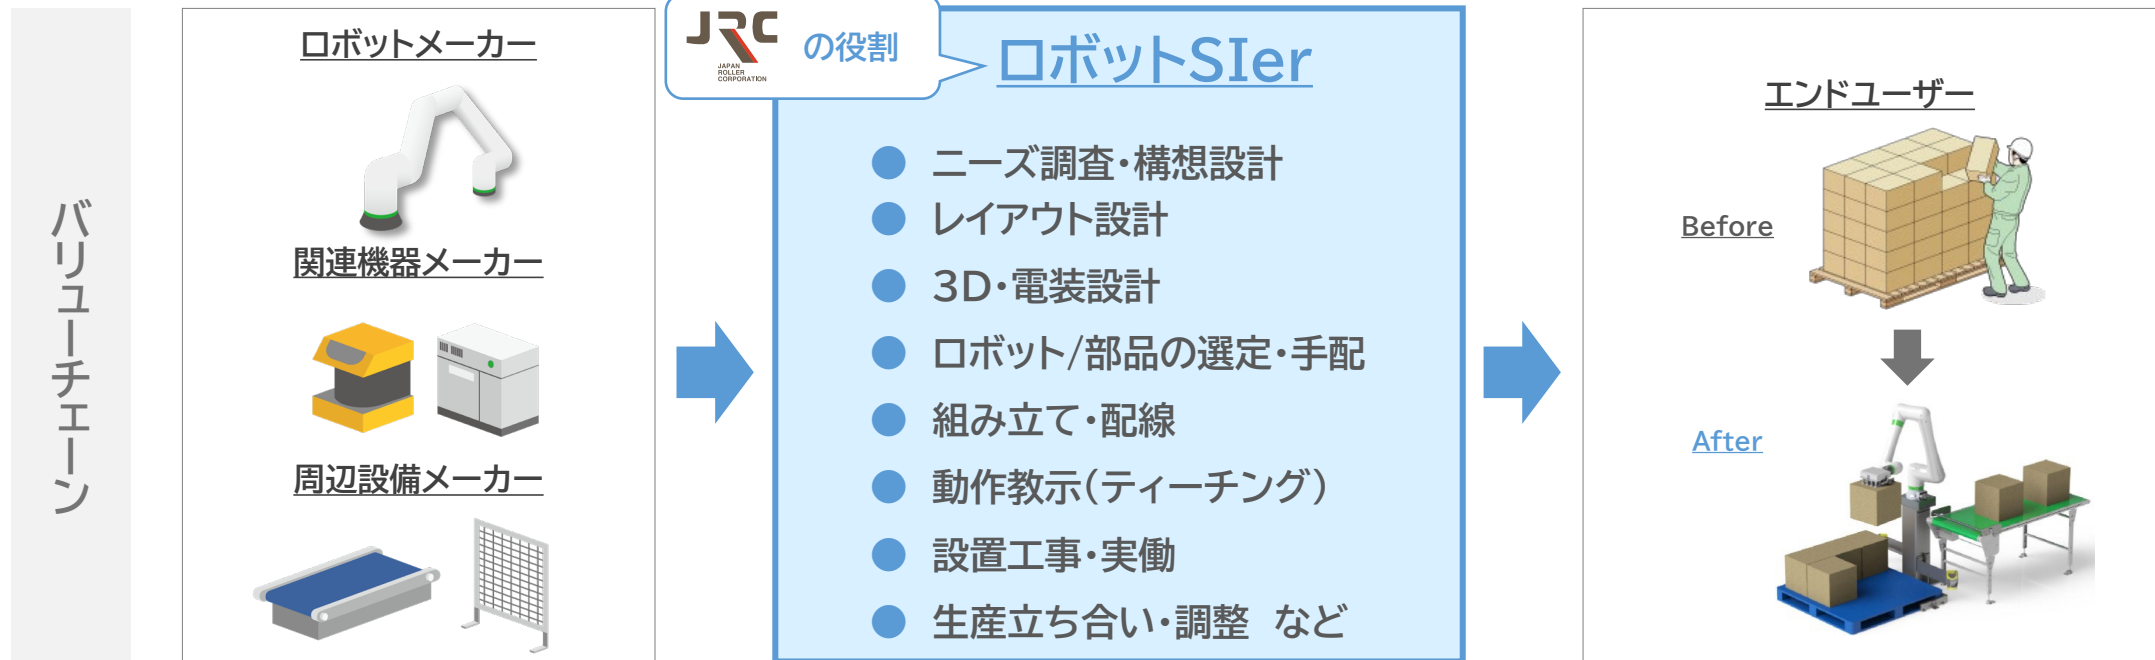 バリューチェーン
ロボットメーカー
関連機器メーカー
周辺設備メーカー
JRC
JAPAN
ROLLER
CORPORATION
の役割
ロボットSIer
● ニーズ調査・構想設計
● レイアウト設計
● 3D・電装設計
● ロボット/部品の選定・手配
● 組み立て・配線
● 動作教示(ティーチング)
● 設置工事・実働
● 生産立ち合い・調整 など
エンドユーザー
Before
After